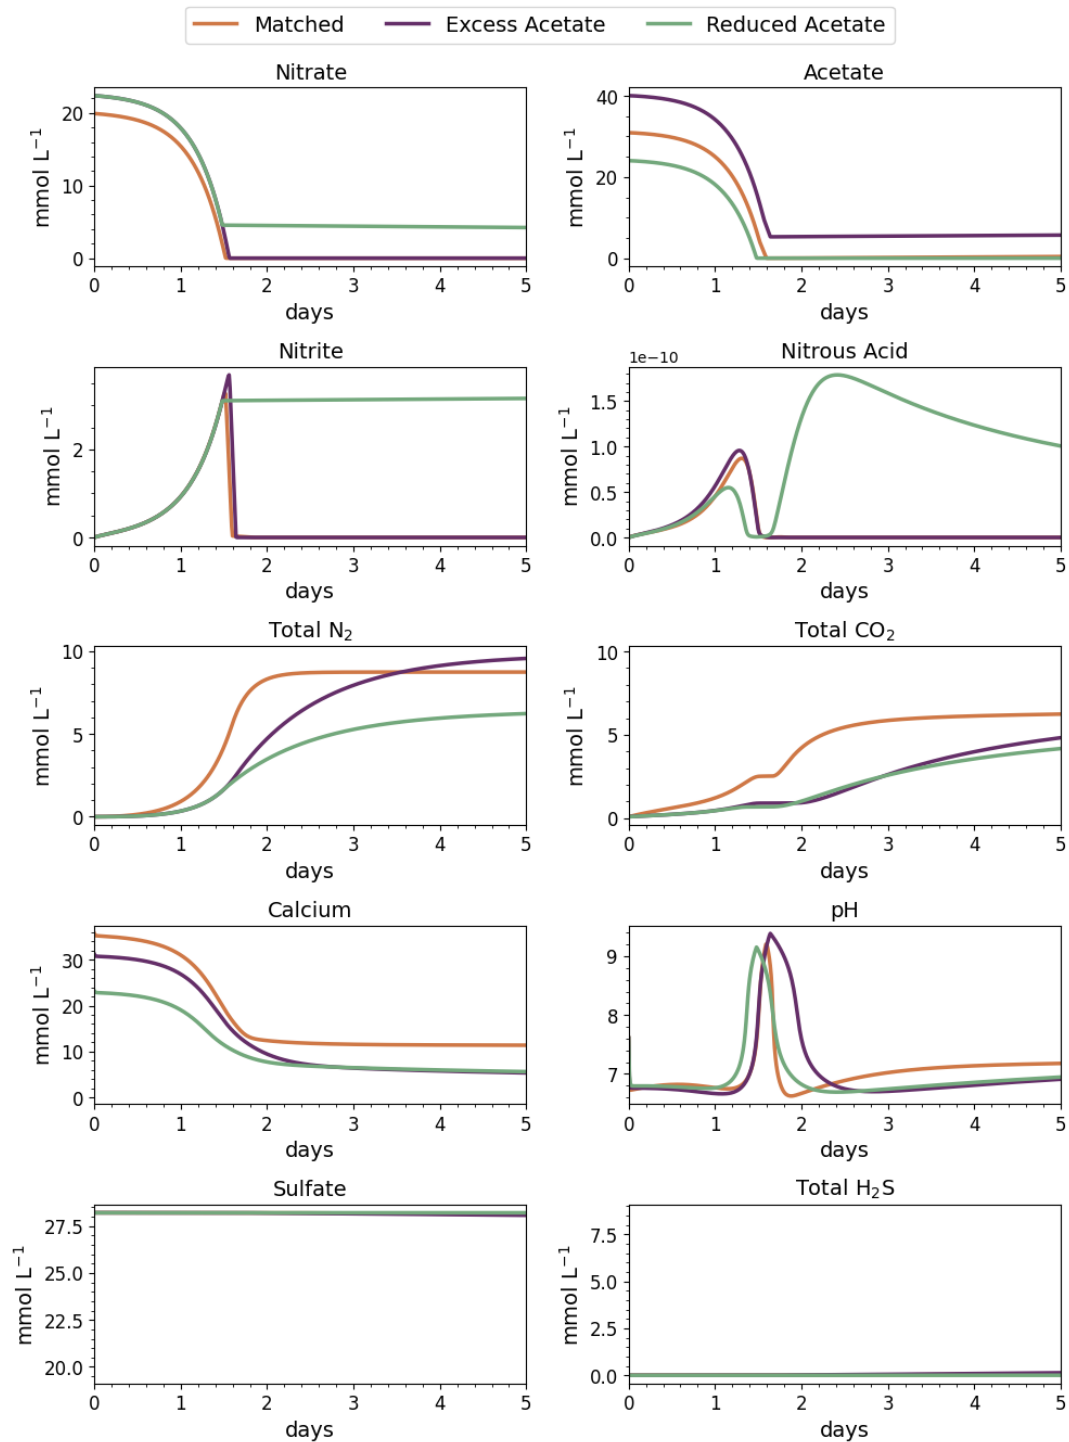 Matched Excess Acetate Reduced Acetate
Nitrate
mmol L⁻¹
20
10
0
0 1 2 3 4 5
days
Acetate
mmol L⁻¹
40
20
0
0 1 2 3 4 5
days
Nitrite
mmol L⁻¹
2
0
0 1 2 3 4 5
days
1e−10
Nitrous Acid
mmol L⁻¹
1.5
1.0
0.5
0.0
0 1 2 3 4 5
days
Total N₂
mmol L⁻¹
10
5
0
0 1 2 3 4 5
days
Total CO₂
mmol L⁻¹
10
5
0
0 1 2 3 4 5
days
Calcium
mmol L⁻¹
30
20
10
0
0 1 2 3 4 5
days
pH
mmol L⁻¹
9
8
7
0 1 2 3 4 5
days
Sulfate
mmol L⁻¹
27.5
25.0
22.5
20.0
0 1 2 3 4 5
days
Total H₂S
mmol L⁻¹
7.5
5.0
2.5
0.0
0 1 2 3 4 5
days